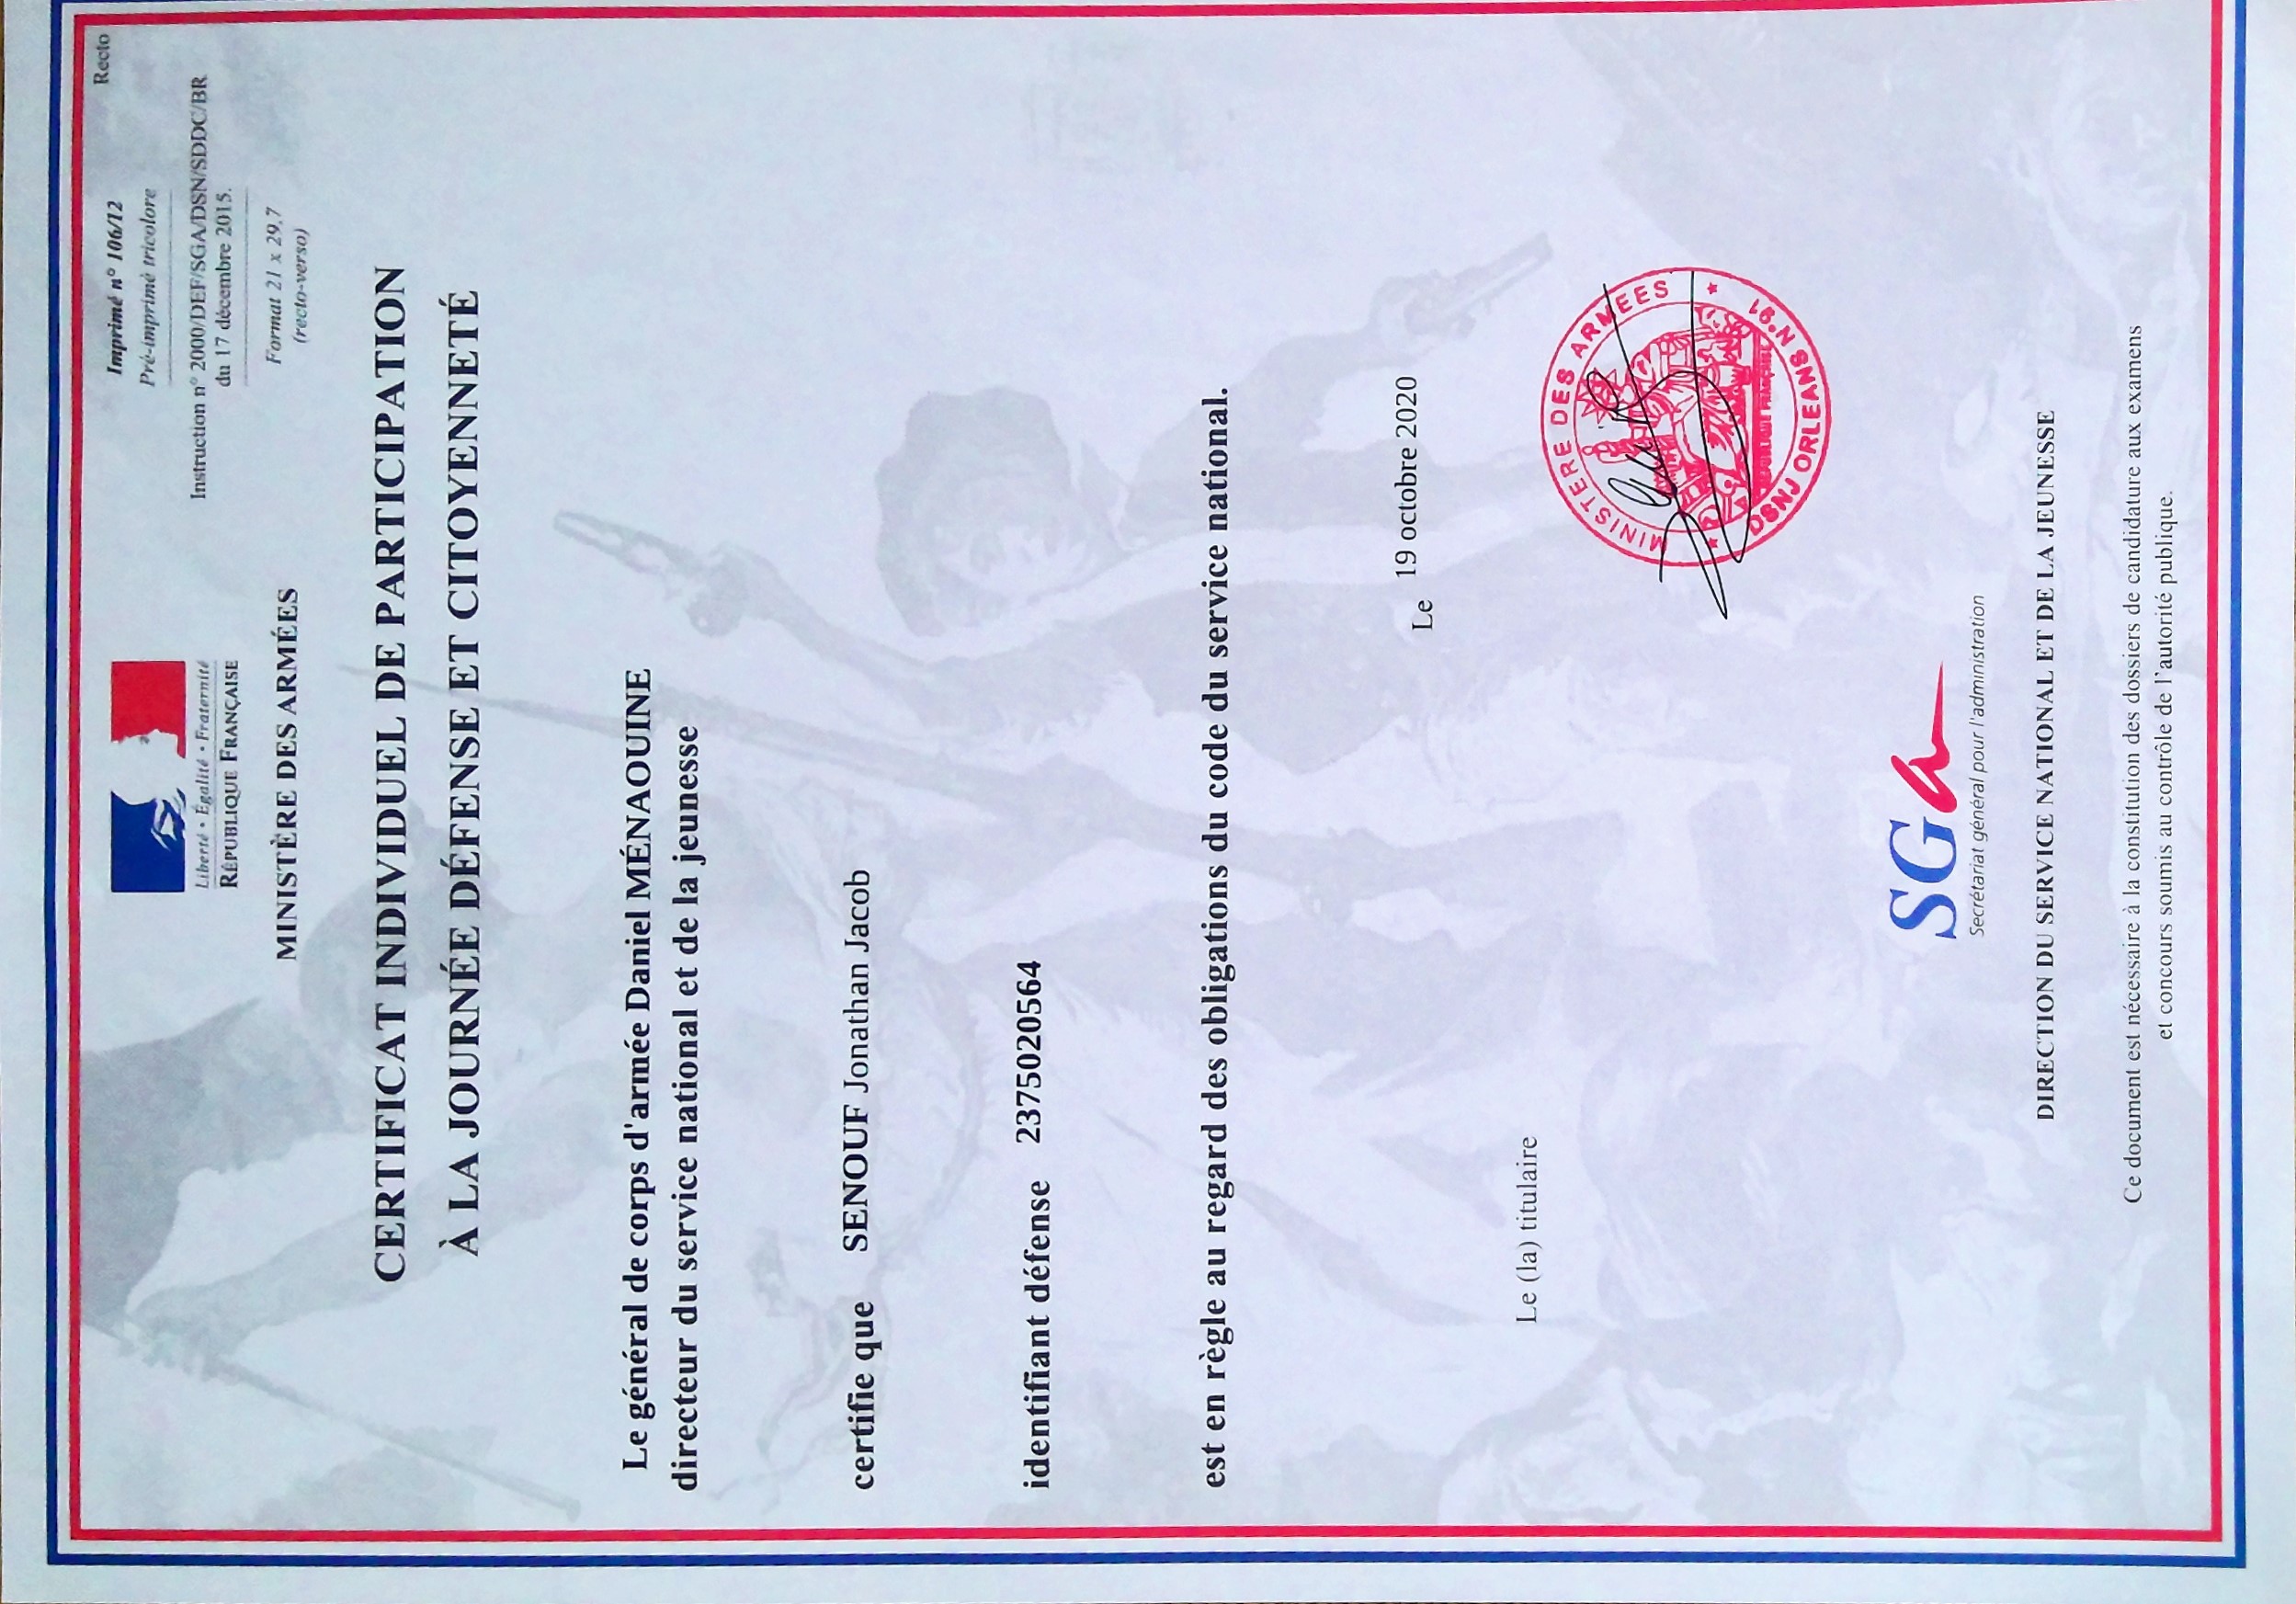 Recto
Imprimé n° 106/12
Pré-imprimé tricolore
Instruction n° 2000/DEF/SGA/DSN/SDDC/BR
du 17 décembre 2015.
Format 21 x 29,7
(recto-verso)
Liberté • Égalité • Fraternité
RÉPUBLIQUE FRANÇAISE
MINISTÈRE DES ARMÉES
CERTIFICAT INDIVIDUEL DE PARTICIPATION
À LA JOURNÉE DÉFENSE ET CITOYENNETÉ
Le général de corps d'armée Daniel MÉNAOUINE
directeur du service national et de la jeunesse
certifie que SENOUF Jonathan Jacob
identifiant défense 2375020564
est en règle au regard des obligations du code du service national.
Le 19 octobre 2020
Le (la) titulaire
MINISTERE DES ARMEES
REPUBLIQUE FRANÇAISE
DSNJ ORLEANS N°91
SGa
Secrétariat général pour l'administration
DIRECTION DU SERVICE NATIONAL ET DE LA JEUNESSE
Ce document est nécessaire à la constitution des dossiers de candidature aux examens
et concours soumis au contrôle de l'autorité publique.